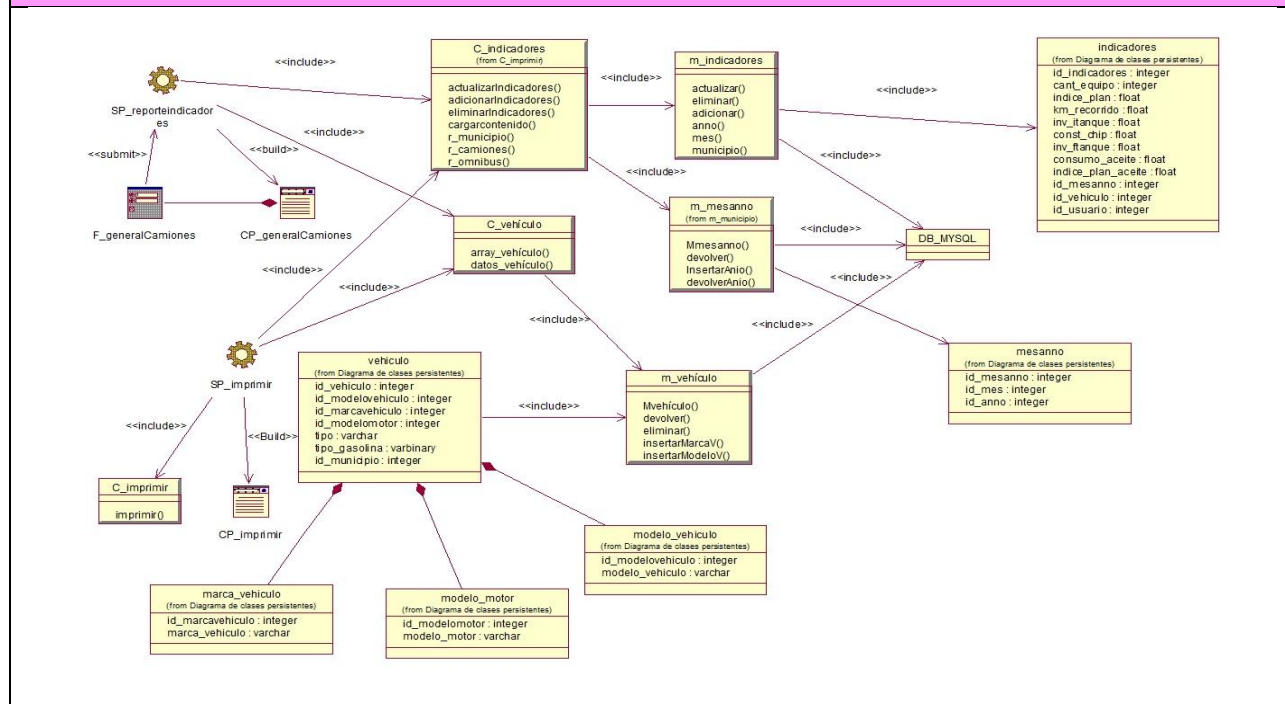 C_indicadores
(from C_imprimir)
actualizarIndicadores()
adicionarIndicadores()
eliminarIndicadores()
cargarcontenido()
r_municipio()
r_camiones()
r_omnibus()
m_indicadores
actualizar()
eliminar()
adicionar()
anno()
mes()
municipio()
indicadores
(from Diagrama de clases persistentes)
id_indicadores : integer
cant_equipo : integer
indice_plan : float
km_recorrido : float
inv_itanque : float
const_chip : float
inv_ftanque : float
consumo_aceite : float
indice_plan_aceite : float
id_mesanno : integer
id_vehiculo : integer
id_usuario : integer
<<include>>
<<include>>
<<include>>
SP_reporteindicador
es
<<include>>
<<submit>>
<<build>>
F_generalCamiones
CP_generalCamiones
<<include>>
<<include>>
m_mesanno
(from m_municipio)
Mmesanno()
devolver()
InsertarAnio()
devolverAnio()
<<include>>
DB_MYSQL
C_vehículo
array_vehículo()
datos_vehículo()
<<include>>
<<include>>
<<include>>
<<include>>
SP_imprimir
<<include>>
<<Build>>
C_imprimir
imprimir()
CP_imprimir
vehiculo
(from Diagrama de clases persistentes)
id_vehiculo : integer
id_modelovehiculo : integer
id_marcavehiculo : integer
id_modelomotor : integer
tipo : varchar
tipo_gasolina : varbinary
id_municipio : integer
<<include>>
m_vehículo
Mvehículo()
devolver()
eliminar()
insertarMarcaV()
insertarModeloV()
mesanno
(from Diagrama de clases persistentes)
id_mesanno : integer
id_mes : integer
id_anno : integer
modelo_vehiculo
(from Diagrama de clases persistentes)
id_modelovehiculo : integer
modelo_vehiculo : varchar
marca_vehiculo
(from Diagrama de clases persistentes)
id_marcavehiculo : integer
marca_vehiculo : varchar
modelo_motor
(from Diagrama de clases persistentes)
id_modelomotor : integer
modelo_motor : varchar